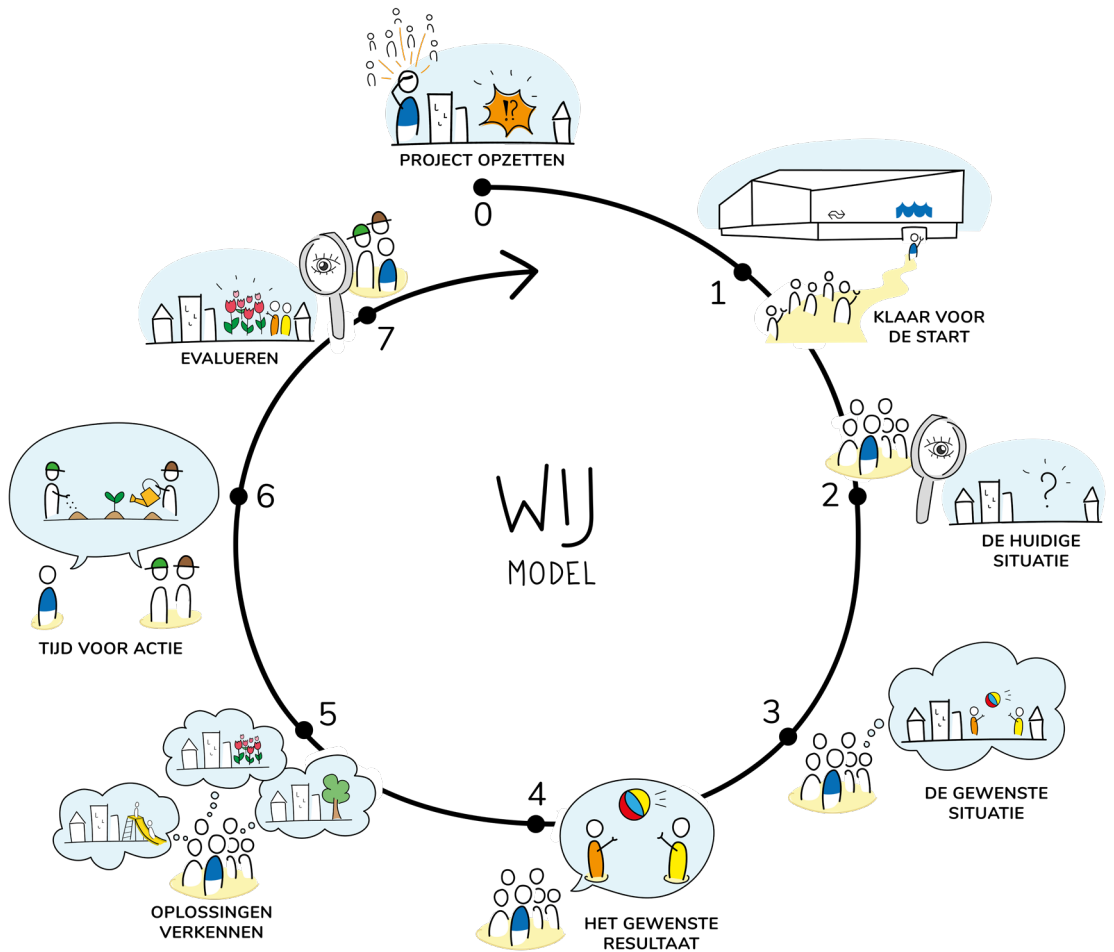 PROJECT OPZETTEN
!?
0
1
KLAAR VOOR
DE START
2
?
DE HUIDIGE
SITUATIE
3
DE GEWENSTE
SITUATIE
4
HET GEWENSTE
RESULTAAT
5
OPLOSSINGEN
VERKENNEN
6
TIJD VOOR ACTIE
7
EVALUEREN
WIJ
MODEL